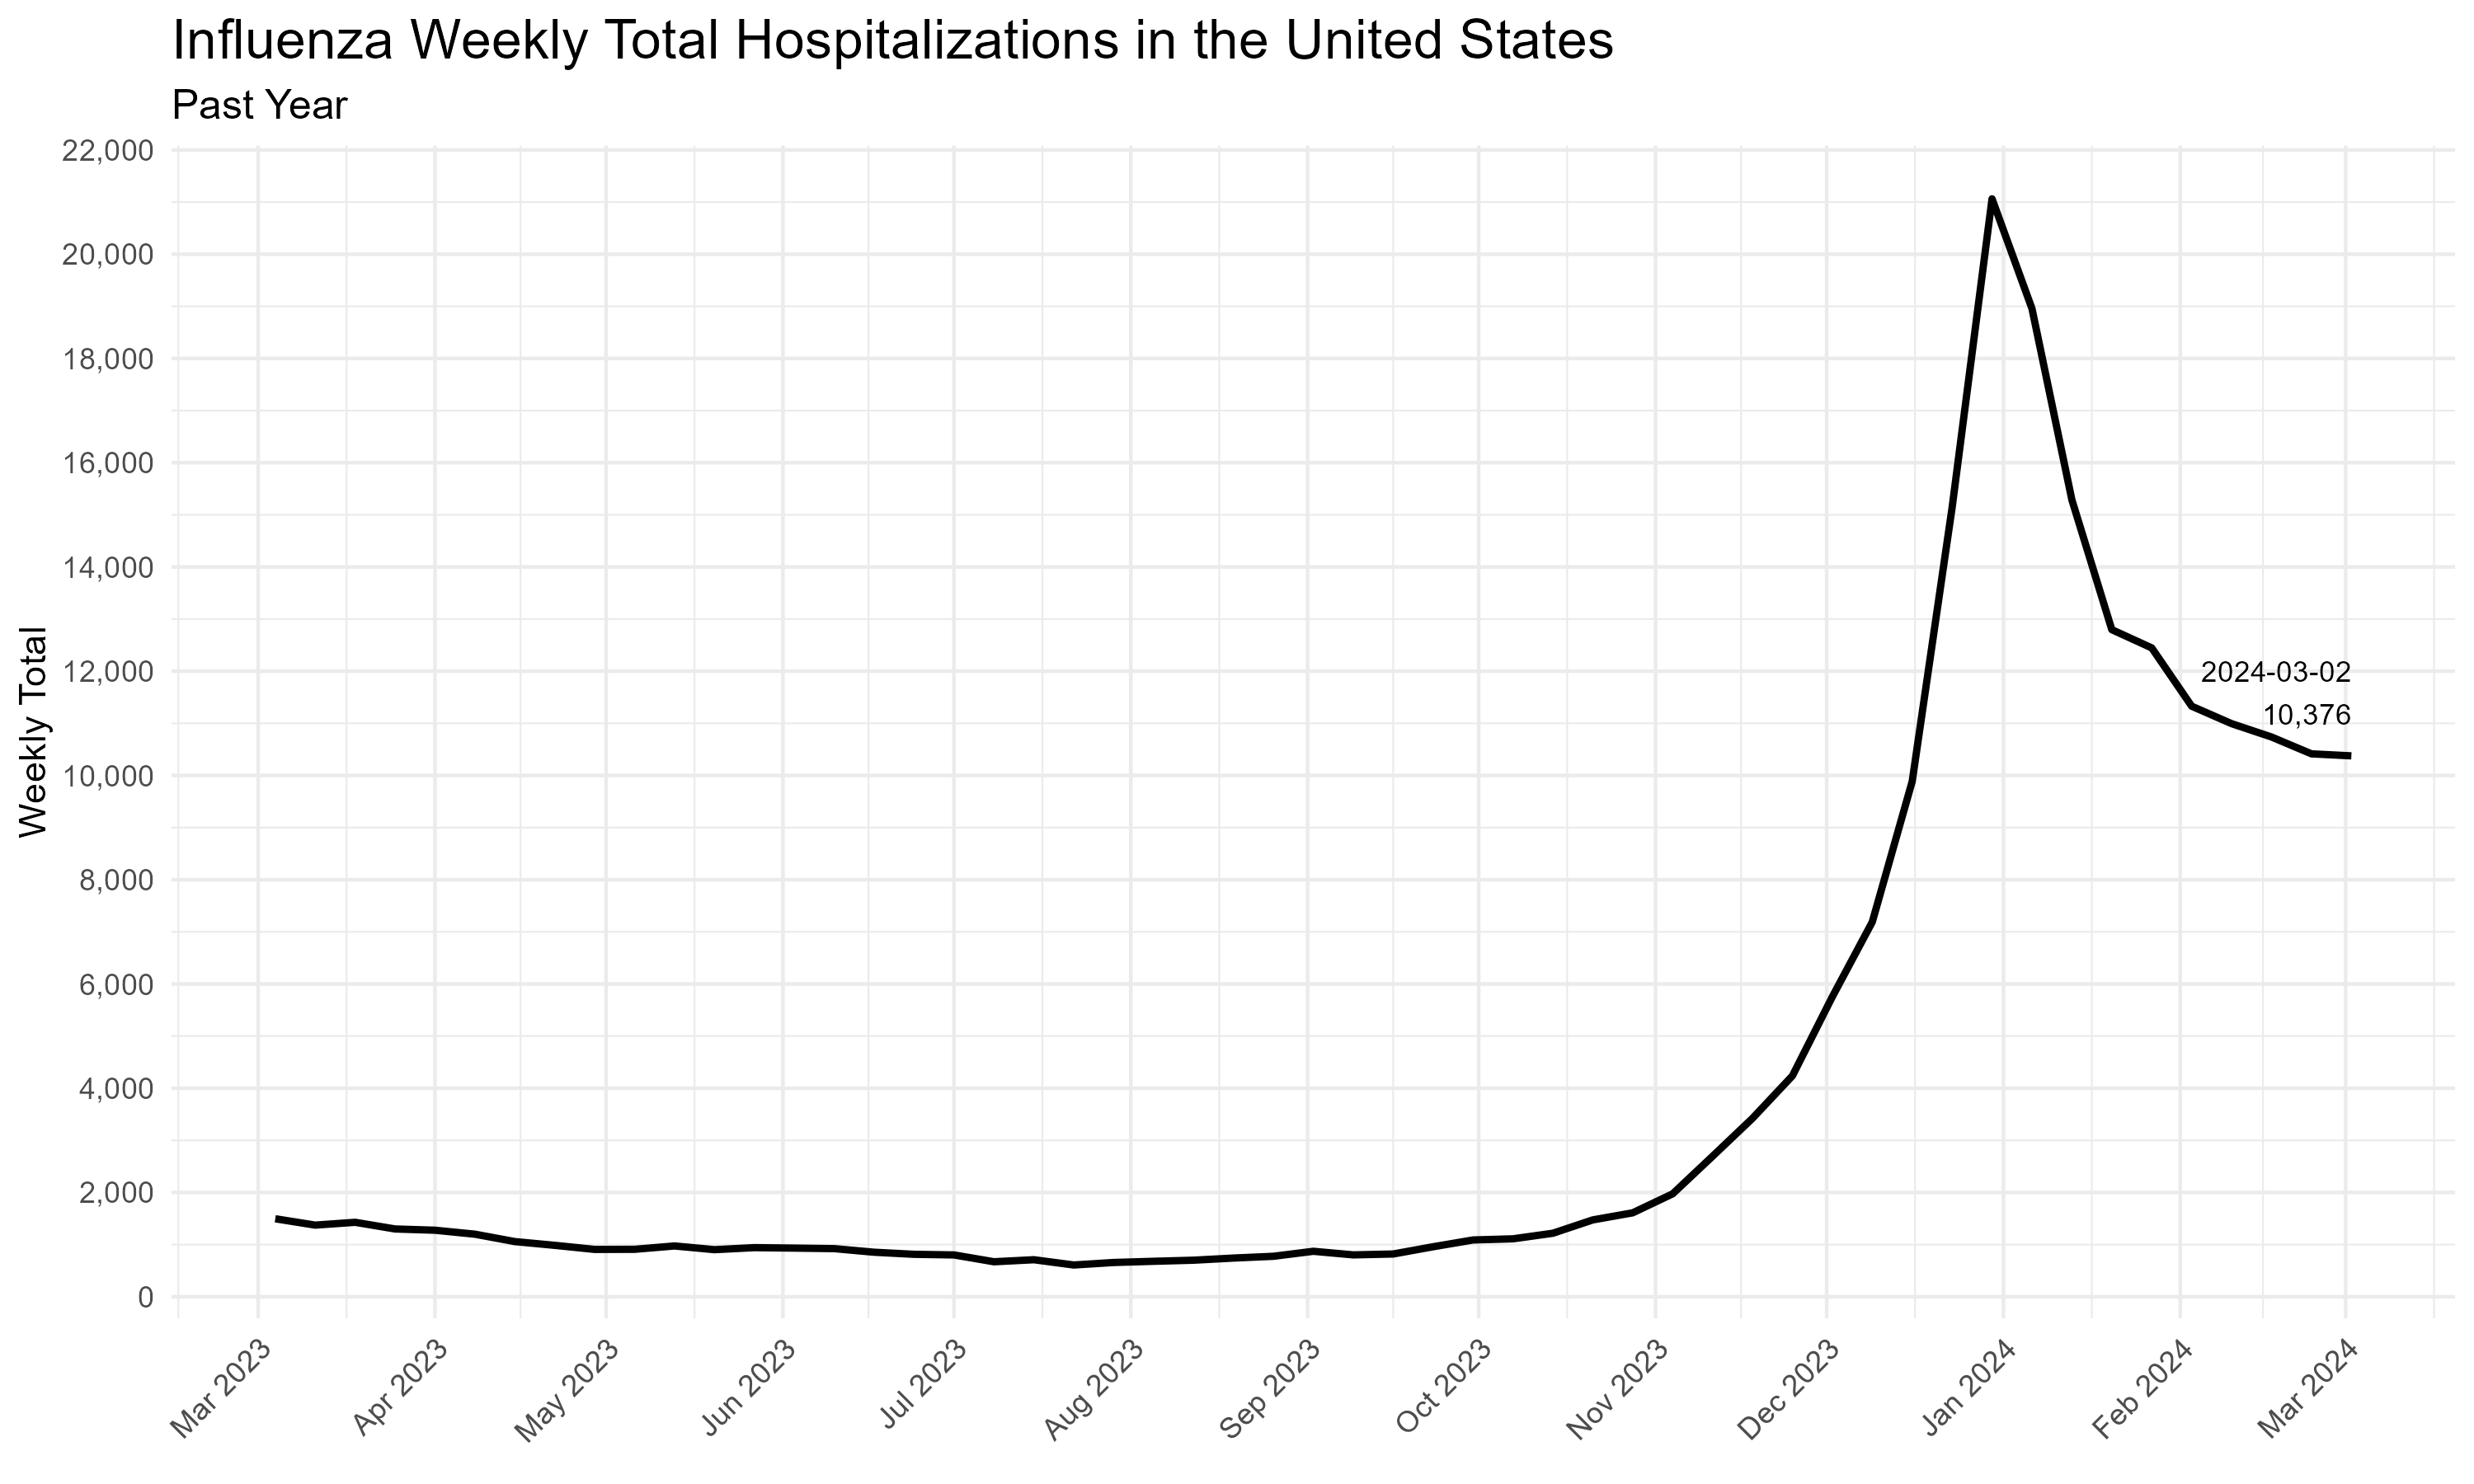 Influenza Weekly Total Hospitalizations in the United States
Past Year
Weekly Total
22,000
20,000
18,000
16,000
14,000
12,000
10,000
8,000
6,000
4,000
2,000
0
2024-03-02
10,376
Mar 2023
Apr 2023
May 2023
Jun 2023
Jul 2023
Aug 2023
Sep 2023
Oct 2023
Nov 2023
Dec 2023
Jan 2024
Feb 2024
Mar 2024